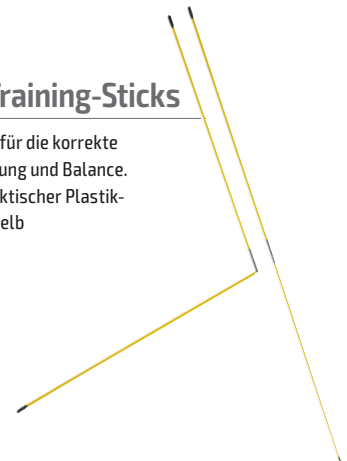 Training-Sticks
für die korrekte
ung und Balance.
ktischer Plastik-
elb